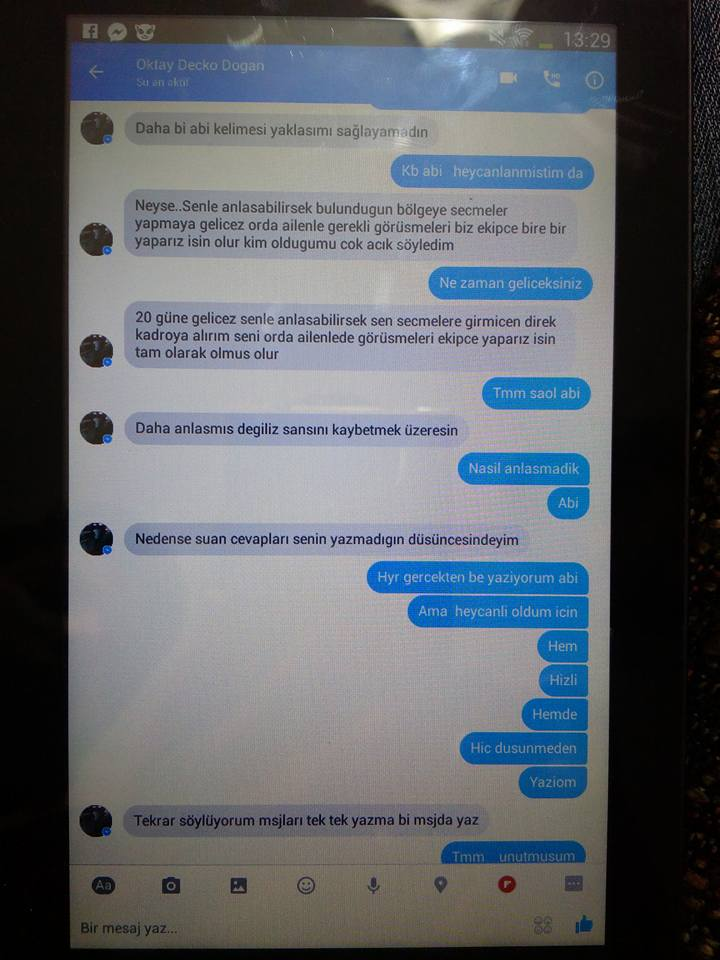 13:29
Oktay Decko Dogan
Şu an aktif
Daha bi abi kelimesi yaklasımı sağlayamadın
Kb abi heycanlanmistim da
Neyse..Senle anlasabilirsek bulundugun bölgeye secmeler
yapmaya gelicez orda ailenle gerekli görüsmeleri biz ekipce bire bir
yaparız isin olur kim oldugumu cok acık söyledim
Ne zaman geliceksiniz
20 güne gelicez senle anlasabilirsek sen secmelere girmicen direk
kadroya alırım seni orda ailenlede görüsmeleri ekipce yaparız isin
tam olarak olmus olur
Tmm saol abi
Daha anlasmıs degiliz sansını kaybetmek üzeresin
Nasil anlasmadik
Abi
Nedense suan cevapları senin yazmadıgın düsüncesindeyim
Hyr gercekten be yaziyorum abi
Ama heycanli oldum icin
Hem
Hizli
Hemde
Hic dusunmeden
Yaziom
Tekrar söylüyorum msjları tek tek yazma bi msjda yaz
Tmm unutmusum
Aa
Bir mesaj yaz...